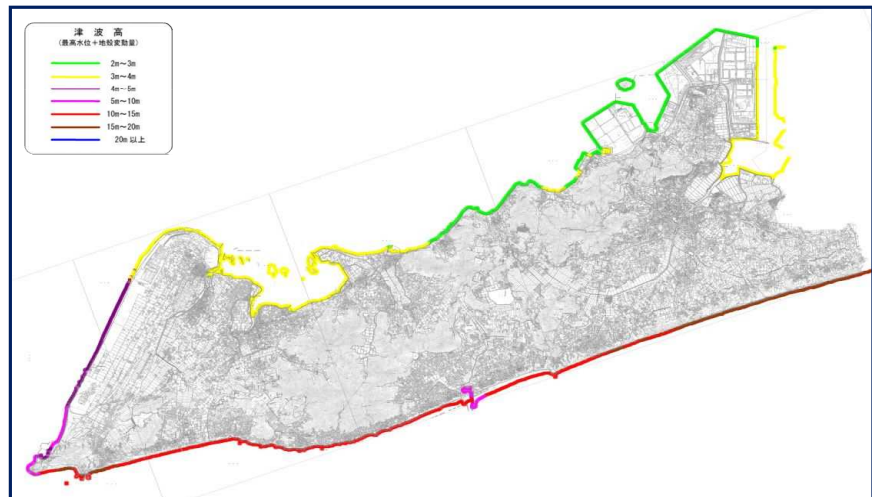 津 波 高
(最高水位＋地殻変動量)
2m～3m
3m～4m
4m～5m
5m～10m
10m～15m
15m～20m
20m 以上